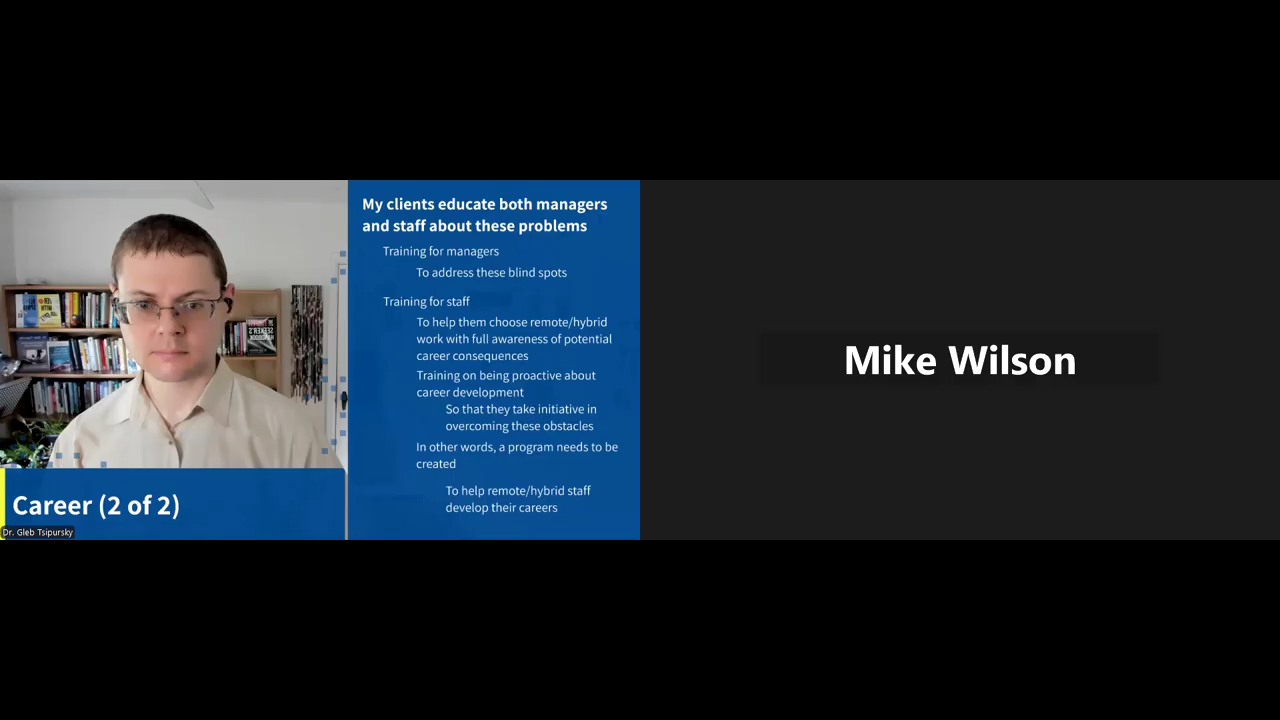 My clients educate both managers
and staff about these problems
Training for managers
To address these blind spots
Training for staff
To help them choose remote/hybrid
work with full awareness of potential
career consequences
Training on being proactive about
career development
So that they take initiative in
overcoming these obstacles
In other words, a program needs to be
created
To help remote/hybrid staff
develop their careers
Career (2 of 2)
Dr. Gleb Tsipursky
Mike Wilson